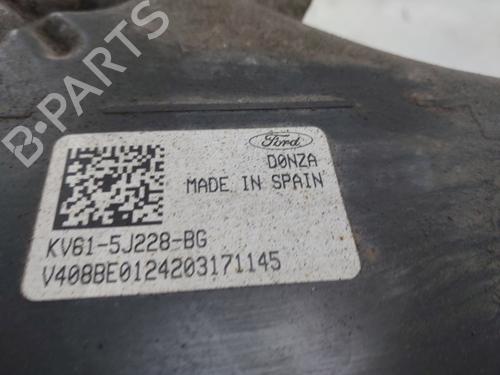 B-PARTS
Ford
D0NZA
MADE IN SPAIN
KV61-5J228-BG
V408BE0124203171145